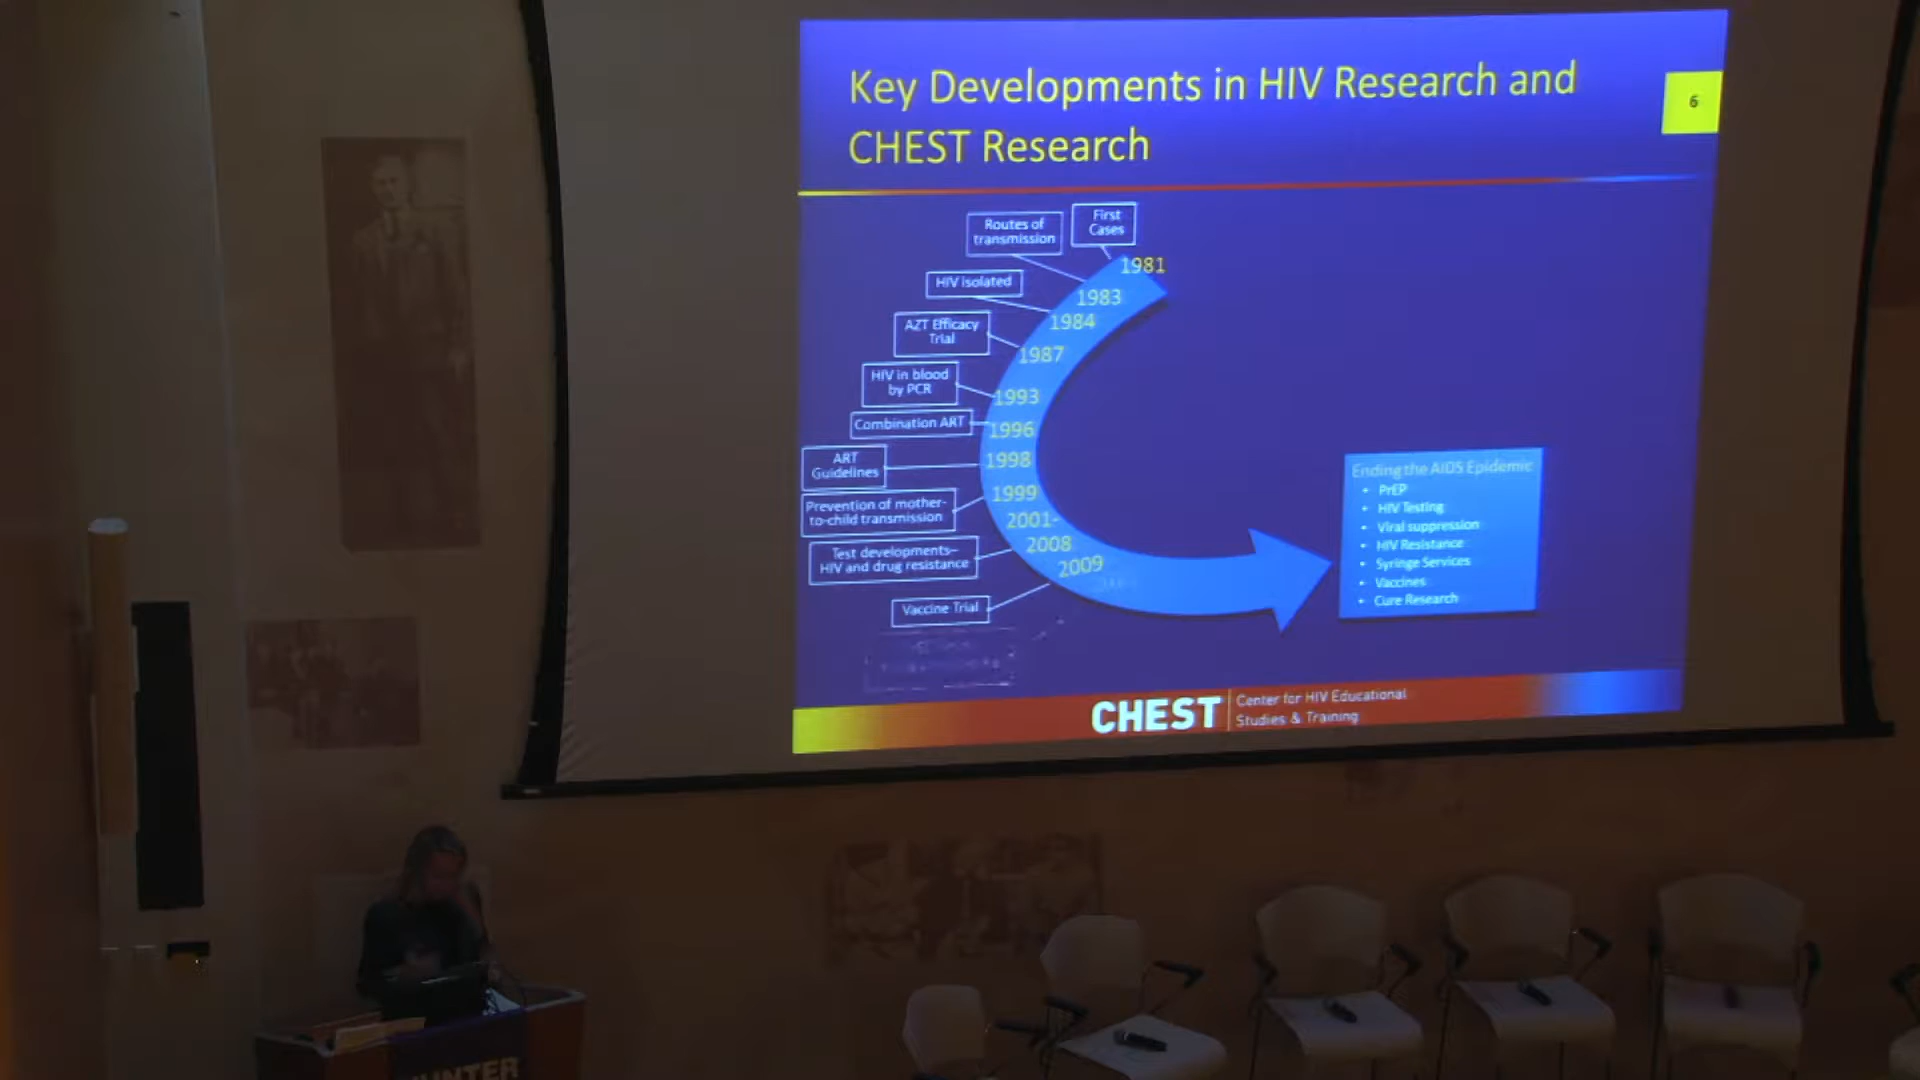 Key Developments in HIV Research and
CHEST Research
6
First
Cases
Routes of
transmission
1981
HIV isolated
1983
1984
AZT Efficacy
Trial
1987
HIV in blood
by PCR
1993
Combination ART
1996
ART
Guidelines
1998
Prevention of mother-
to-child transmission
1999
2001-
2008
Test developments–
HIV and drug resistance
2009
Vaccine Trial
Ending the AIDS Epidemic
• PrEP
• HIV Testing
• Viral suppression
• HIV Resistance
• Syringe Services
• Vaccines
• Cure Research
CHEST
Center for HIV Educational
Studies & Training
HUNTER